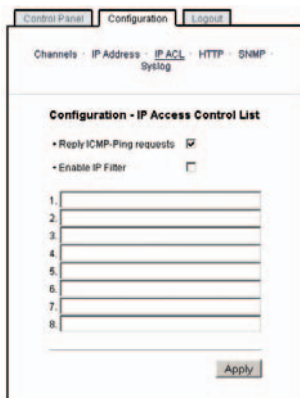 Control Panel Configuration Logout
Channels · IP Address · IP ACL · HTTP · SNMP ·
Syslog
Configuration - IP Access Control List
• Reply ICMP-Ping requests
• Enable IP Filter
1.
2.
3.
4.
5.
6.
7.
8.
Apply